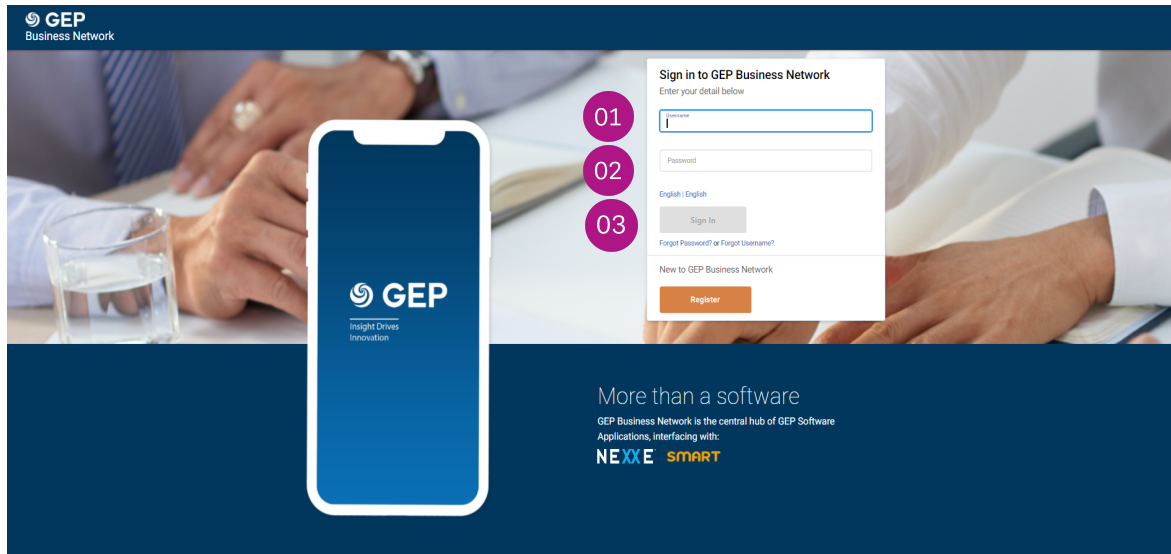 GEP
Business Network
Sign in to GEP Business Network
Enter your detail below
01
Username
02
Password
English | English
03
Sign In
Forgot Password? or Forgot Username?
New to GEP Business Network
Register
GEP
Insight Drives
Innovation
More than a software
GEP Business Network is the central hub of GEP Software
Applications, interfacing with:
NEXXE SMART